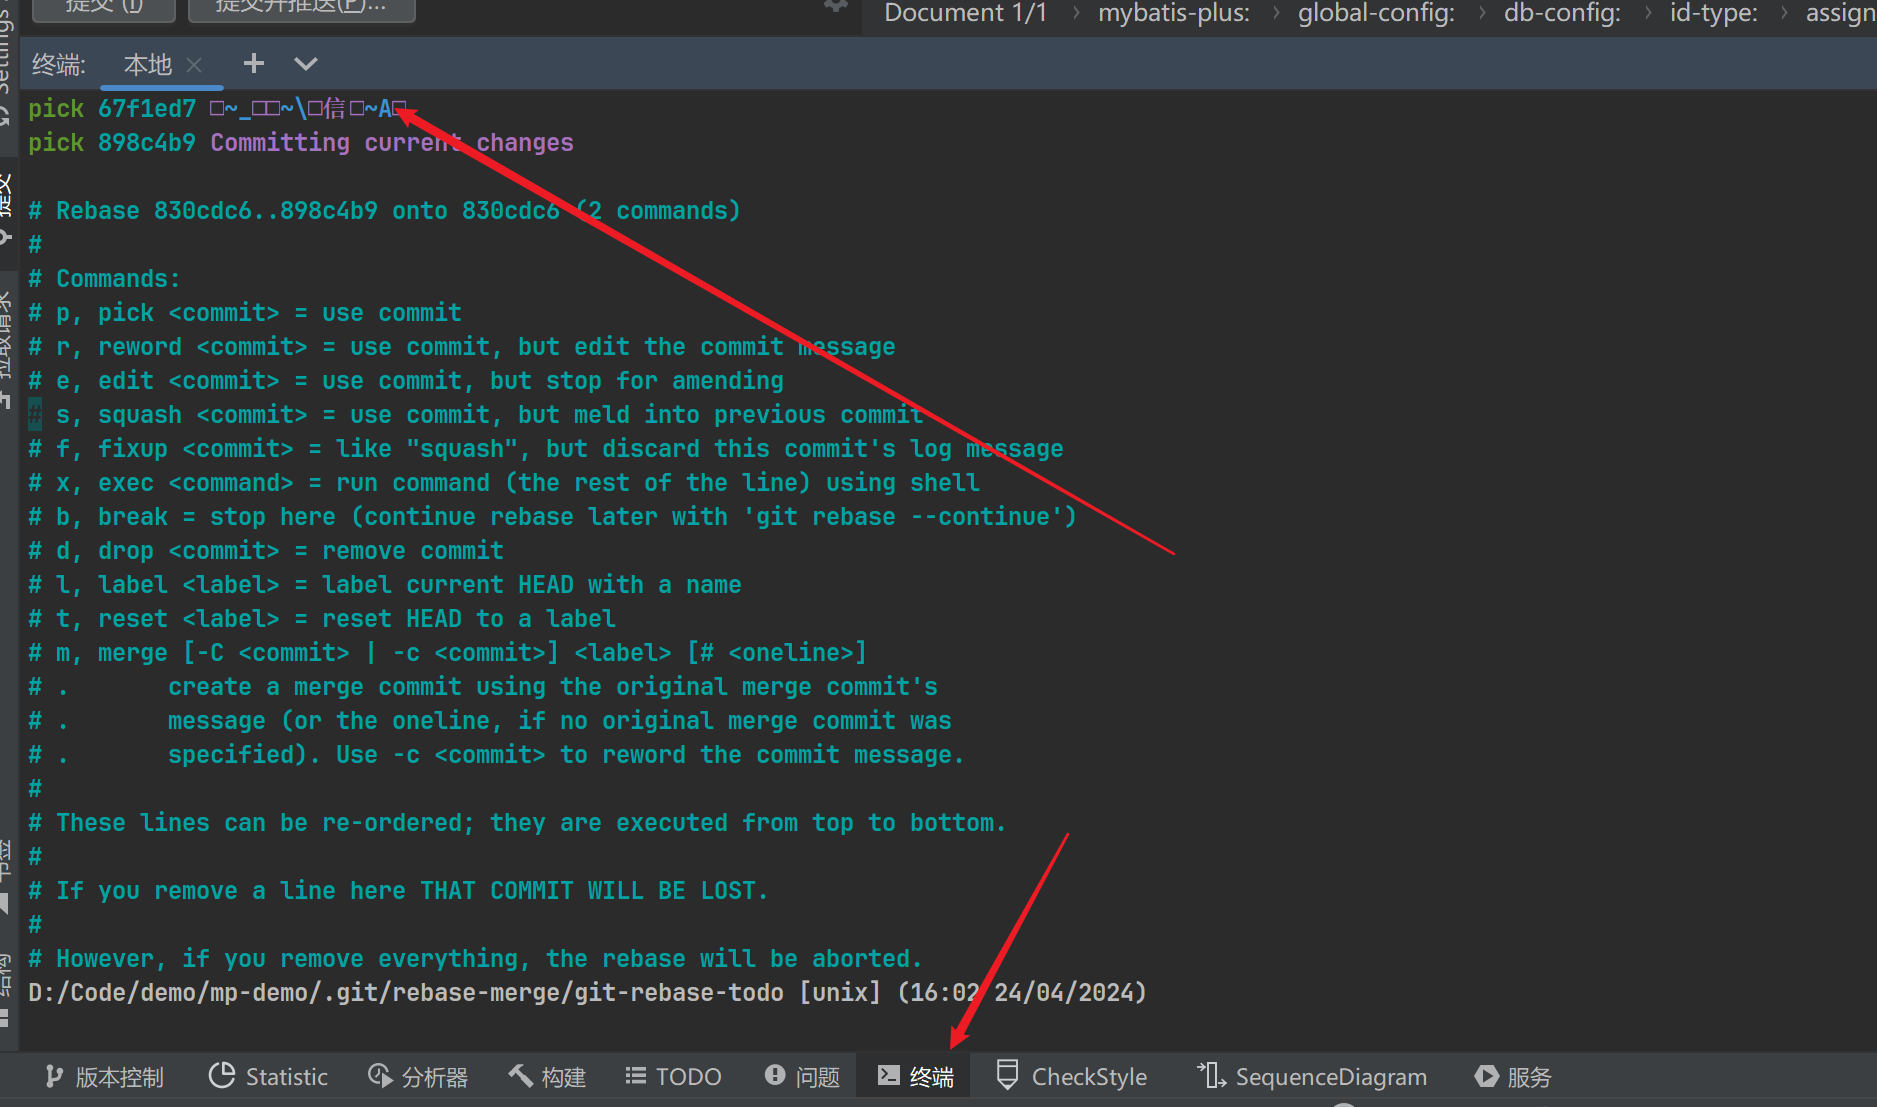 提交(I)
提交并推送(P)...
Document 1/1 › mybatis-plus: › global-config: › db-config: › id-type: › assign
Settings
终端: 本地
pick 67f1ed7 □~_□□~\□信□~A□
pick 898c4b9 Committing current changes
提交
# Rebase 830cdc6..898c4b9 onto 830cdc6 (2 commands)
#
# Commands:
# p, pick <commit> = use commit
拉取请求
# r, reword <commit> = use commit, but edit the commit message
# e, edit <commit> = use commit, but stop for amending
# s, squash <commit> = use commit, but meld into previous commit
# f, fixup <commit> = like "squash", but discard this commit's log message
# x, exec <command> = run command (the rest of the line) using shell
# b, break = stop here (continue rebase later with 'git rebase --continue')
# d, drop <commit> = remove commit
# l, label <label> = label current HEAD with a name
# t, reset <label> = reset HEAD to a label
# m, merge [-C <commit> | -c <commit>] <label> [# <oneline>]
# .       create a merge commit using the original merge commit's
# .       message (or the oneline, if no original merge commit was
# .       specified). Use -c <commit> to reword the commit message.
#
# These lines can be re-ordered; they are executed from top to bottom.
#
书签
# If you remove a line here THAT COMMIT WILL BE LOST.
#
# However, if you remove everything, the rebase will be aborted.
结构
D:/Code/demo/mp-demo/.git/rebase-merge/git-rebase-todo [unix] (16:02 24/04/2024)
版本控制 Statistic 分析器 构建 TODO 问题 终端 CheckStyle SequenceDiagram 服务